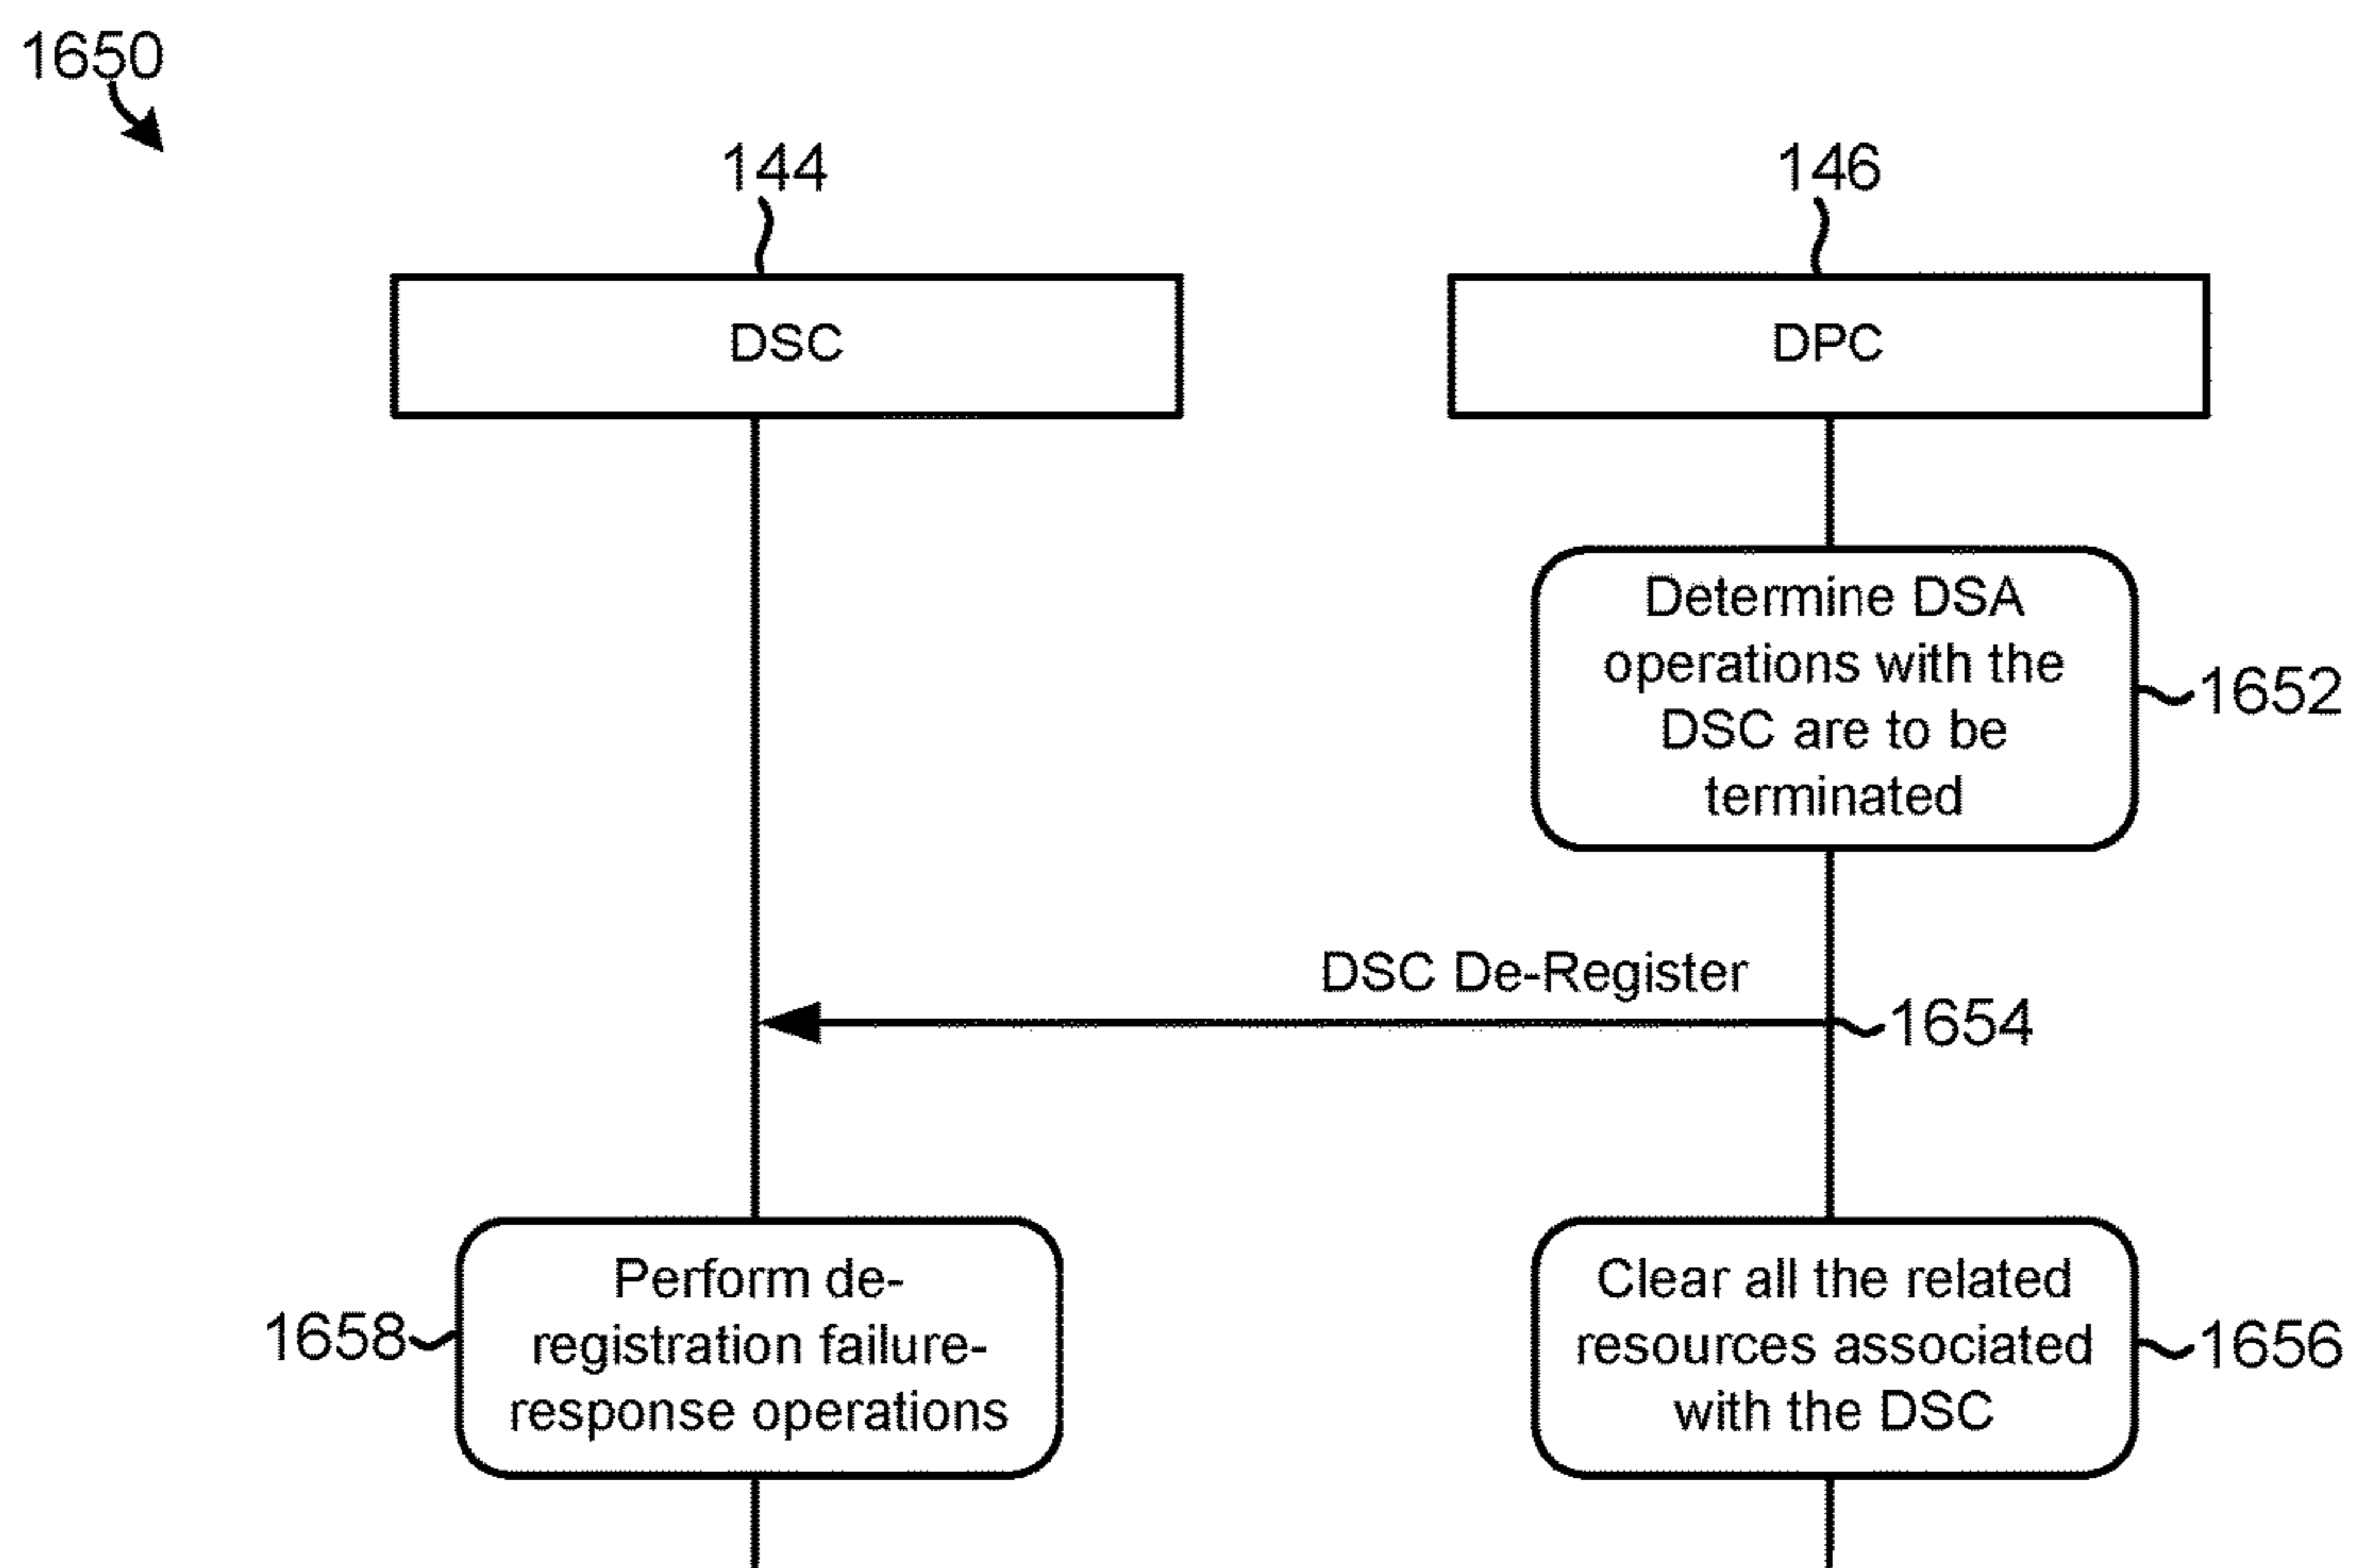 1650
144
146
DSC
DPC
Determine DSA
operations with the
DSC are to be
terminated
1652
DSC De-Register
1654
Perform de-
registration failure-
response operations
1658
Clear all the related
resources associated
with the DSC
1656